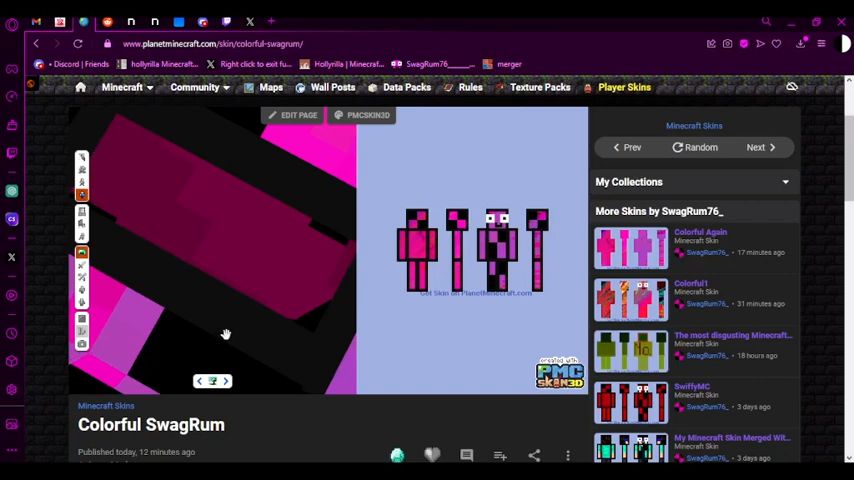 www.planetminecraft.com/skin/colorful-swagrum/
Discord | Friends
hollyrilla | Minecraft...
Right click to exit fu...
Hollyrilla | Minecraf...
SwagRum76_______...
merger
Minecraft
Community
Maps
Wall Posts
Data Packs
Rules
Texture Packs
Player Skins
EDIT PAGE
PMCSKIN3D
Get Skin on PlanetMinecraft.com
created with
PMC
SKIN3D
Minecraft Skins
Prev
Random
Next
My Collections
More Skins by SwagRum76_
Colorful Again
Minecraft Skin
SwagRum76_ • 17 minutes ago
Colorful1
Minecraft Skin
SwagRum76_ • 31 minutes ago
No
The most disgusting Minecraft...
Minecraft Skin
SwagRum76_ • 18 hours ago
SwiffyMC
Minecraft Skin
SwagRum76_ • 3 days ago
My Minecraft Skin Merged Wit...
Minecraft Skin
SwagRum76_ • 3 days ago
Minecraft Skins
Colorful SwagRum
Published today, 12 minutes ago